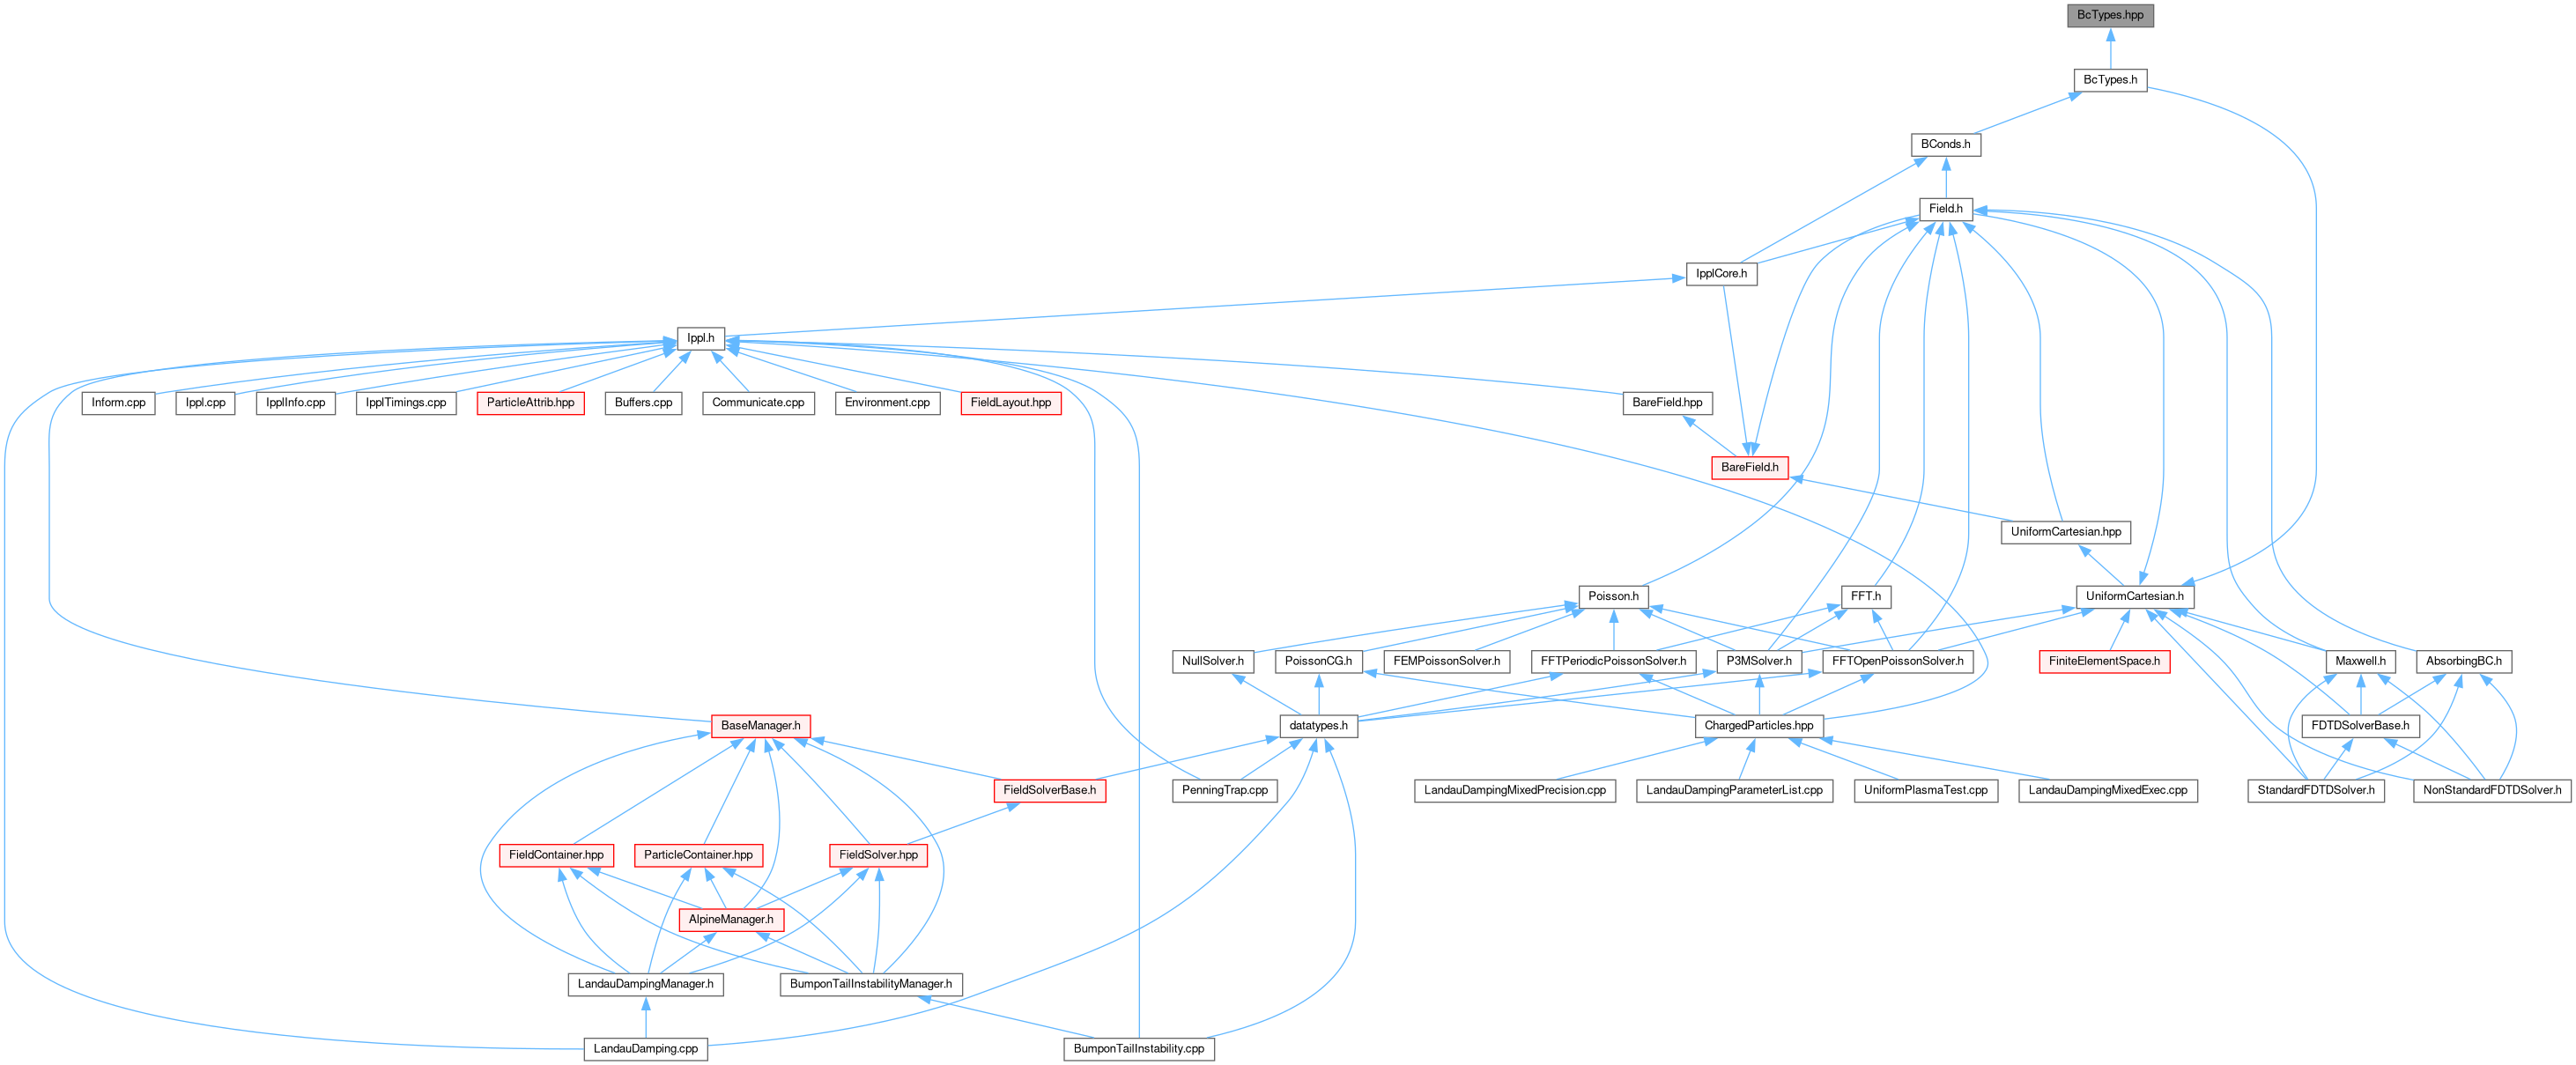 BcTypes.hpp
BcTypes.h
BConds.h
Field.h
IpplCore.h
Ippl.h
Inform.cpp
Ippl.cpp
IpplInfo.cpp
IpplTimings.cpp
ParticleAttrib.hpp
Buffers.cpp
Communicate.cpp
Environment.cpp
FieldLayout.hpp
BareField.hpp
BareField.h
UniformCartesian.hpp
Poisson.h
FFT.h
UniformCartesian.h
NullSolver.h
PoissonCG.h
FEMPoissonSolver.h
FFTPeriodicPoissonSolver.h
P3MSolver.h
FFTOpenPoissonSolver.h
FiniteElementSpace.h
Maxwell.h
AbsorbingBC.h
BaseManager.h
datatypes.h
ChargedParticles.hpp
FDTDSolverBase.h
FieldSolverBase.h
PenningTrap.cpp
LandauDampingMixedPrecision.cpp
LandauDampingParameterList.cpp
UniformPlasmaTest.cpp
LandauDampingMixedExec.cpp
StandardFDTDSolver.h
NonStandardFDTDSolver.h
FieldContainer.hpp
ParticleContainer.hpp
FieldSolver.hpp
AlpineManager.h
LandauDampingManager.h
BumponTailInstabilityManager.h
LandauDamping.cpp
BumponTailInstability.cpp